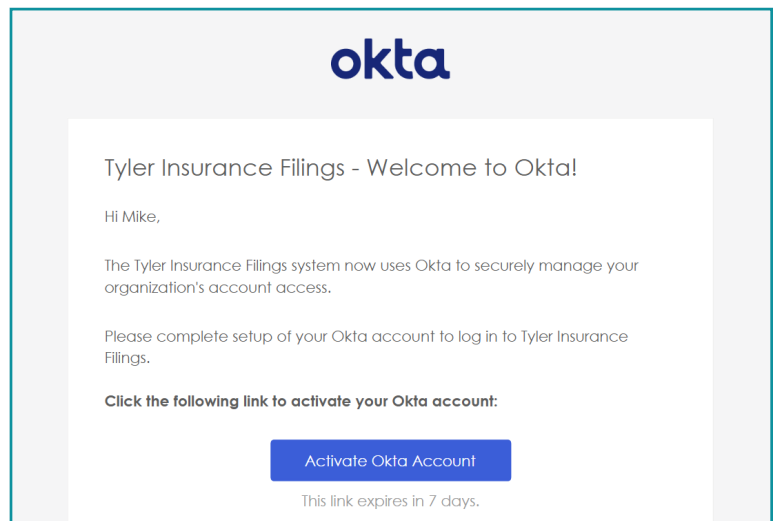 okta
Tyler Insurance Filings - Welcome to Okta!
Hi Mike,
The Tyler Insurance Filings system now uses Okta to securely manage your
organization's account access.
Please complete setup of your Okta account to log in to Tyler Insurance
Filings.
Click the following link to activate your Okta account:
Activate Okta Account
This link expires in 7 days.